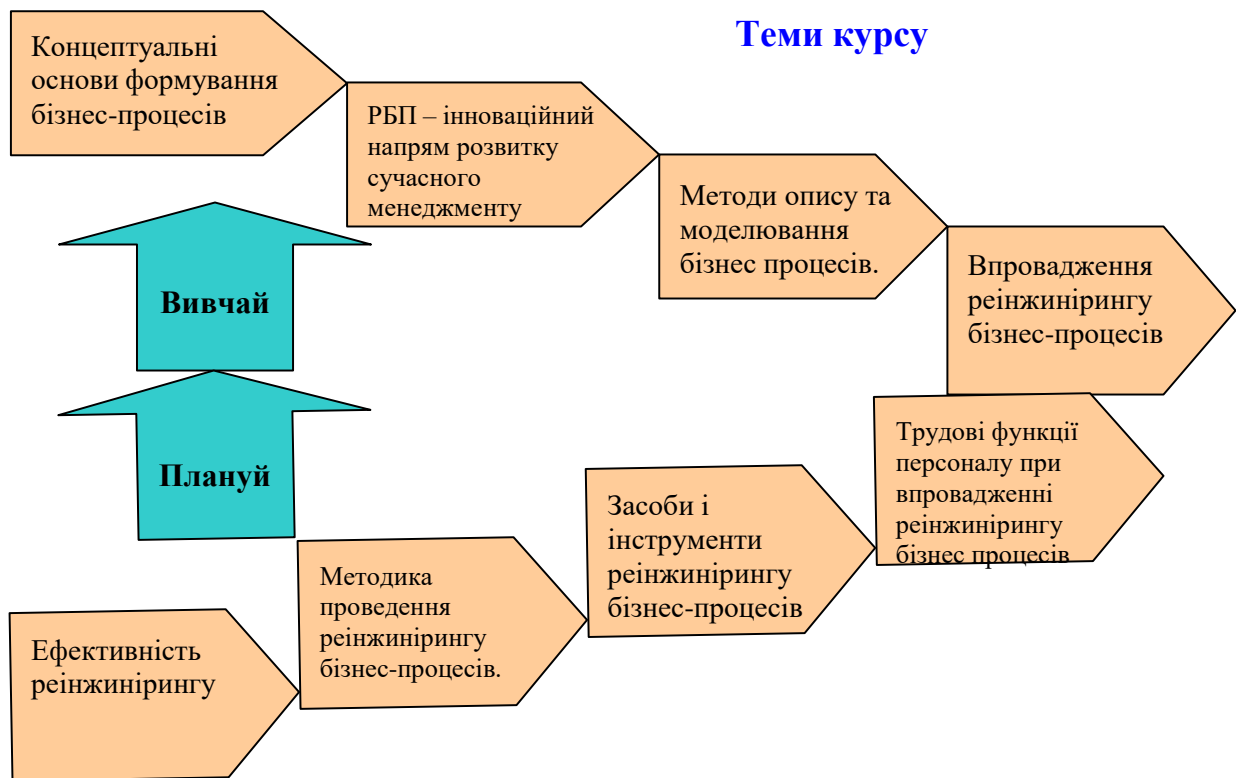 Теми курсу
Концептуальні
основи формування
бізнес-процесів
РБП – інноваційний
напрям розвитку
сучасного
менеджменту
Методи опису та
моделювання
бізнес процесів.
Впровадження
реінжинірингу
бізнес-процесів
Вивчай
Плануй
Трудові функції
персоналу при
впровадженні
реінжинірингу
бізнес процесів
Засоби і
інструменти
реінжинірингу
бізнес-процесів
Методика
проведення
реінжинірингу
бізнес-процесів.
Ефективність
реінжинірингу